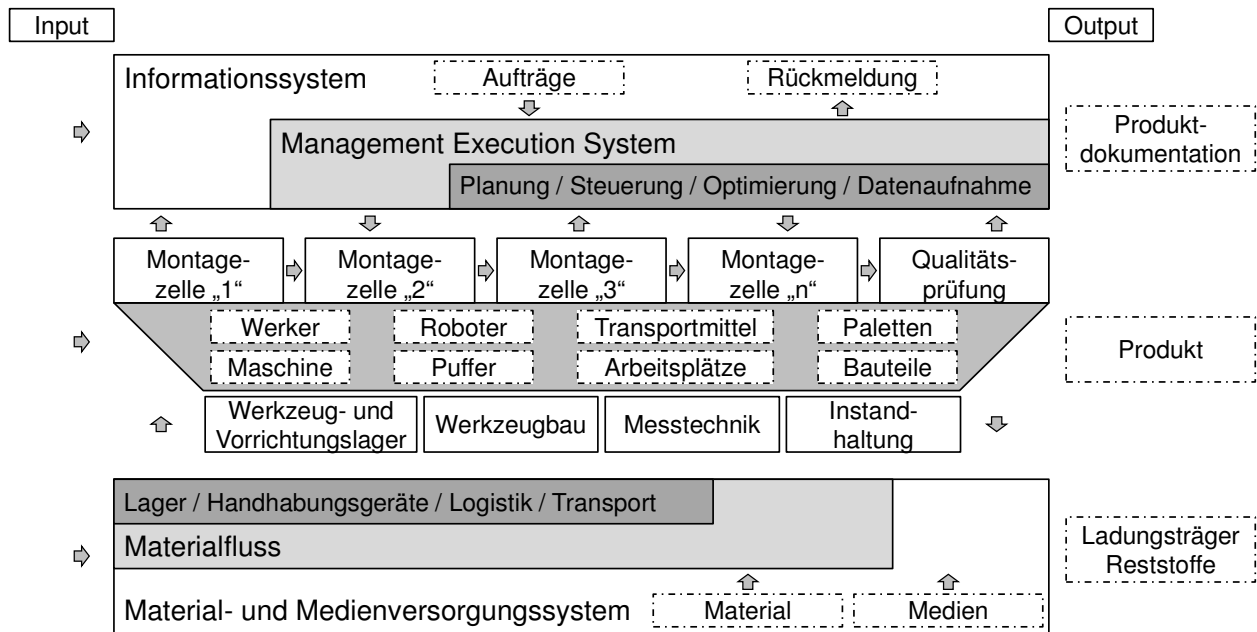 Input
Output
Informationssystem
Aufträge
Rückmeldung
Management Execution System
Planung / Steuerung / Optimierung / Datenaufnahme
Produkt-
dokumentation
Montage-
zelle „1“
Montage-
zelle „2“
Montage-
zelle „3“
Montage-
zelle „n“
Qualitäts-
prüfung
Werker
Roboter
Transportmittel
Paletten
Maschine
Puffer
Arbeitsplätze
Bauteile
Produkt
Werkzeug- und
Vorrichtungslager
Werkzeugbau
Messtechnik
Instand-
haltung
Lager / Handhabungsgeräte / Logistik / Transport
Materialfluss
Material- und Medienversorgungssystem
Material
Medien
Ladungsträger
Reststoffe